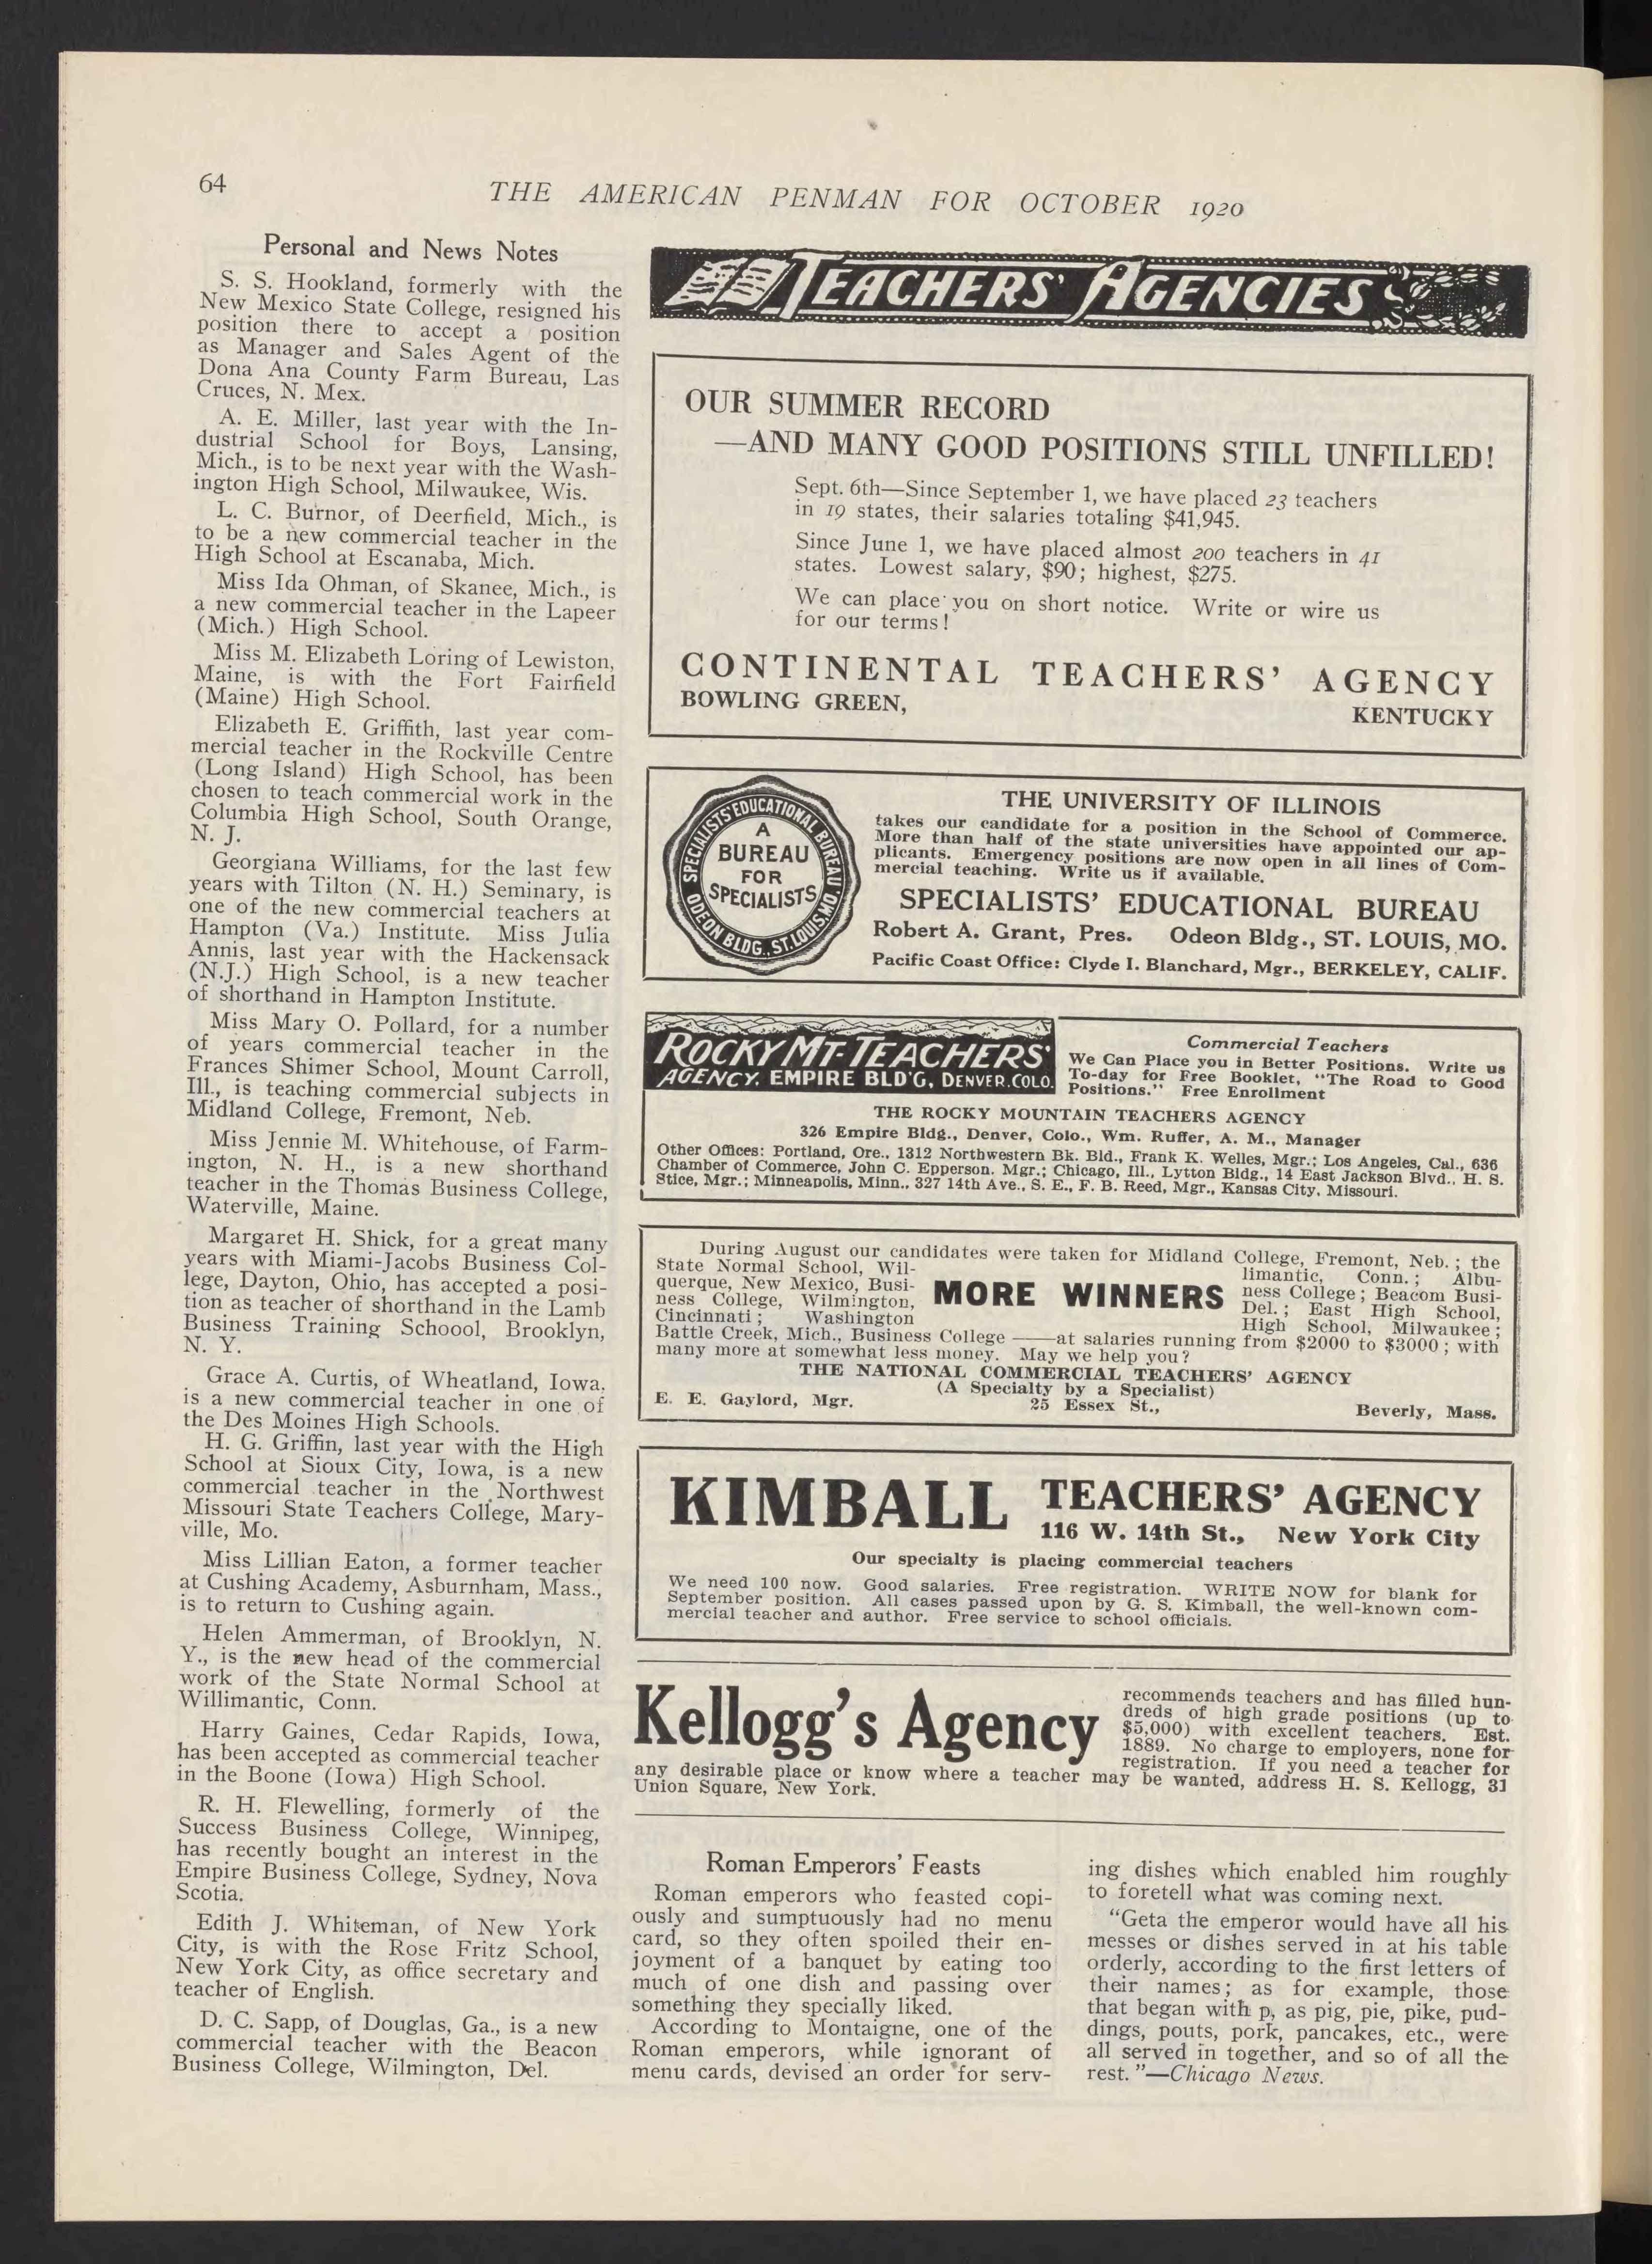 64
THE AMERICAN PENMAN FOR OCTOBER 1920
Personal and News Notes
S. S. Hookland, formerly with the
New Mexico State College, resigned his
position there to accept a position
as Manager and Sales Agent of the
Dona Ana County Farm Bureau, Las
Cruces, N. Mex.
A. E. Miller, last year with the In-
dustrial School for Boys, Lansing,
Mich., is to be next year with the Wash-
ington High School, Milwaukee, Wis.
L. C. Burnor, of Deerfield, Mich., is
to be a new commercial teacher in the
High School at Escanaba, Mich.
Miss Ida Ohman, of Skanee, Mich., is
a new commercial teacher in the Lapeer
(Mich.) High School.
Miss M. Elizabeth Loring of Lewiston,
Maine, is with the Fort Fairfield
(Maine) High School.
Elizabeth E. Griffith, last year com-
mercial teacher in the Rockville Centre
(Long Island) High School, has been
chosen to teach commercial work in the
Columbia High School, South Orange,
N. J.
Georgiana Williams, for the last few
years with Tilton (N. H.) Seminary, is
one of the new commercial teachers at
Hampton (Va.) Institute. Miss Julia
Annis, last year with the Hackensack
(N.J.) High School, is a new teacher
of shorthand in Hampton Institute.
Miss Mary O. Pollard, for a number
of years commercial teacher in the
Frances Shimer School, Mount Carroll,
Ill., is teaching commercial subjects in
Midland College, Fremont, Neb.
Miss Jennie M. Whitehouse, of Farm-
ington, N. H., is a new shorthand
teacher in the Thomas Business College,
Waterville, Maine.
Margaret H. Shick, for a great many
years with Miami-Jacobs Business Col-
lege, Dayton, Ohio, has accepted a posi-
tion as teacher of shorthand in the Lamb
Business Training Schoool, Brooklyn,
N. Y.
Grace A. Curtis, of Wheatland, Iowa,
is a new commercial teacher in one of
the Des Moines High Schools.
H. G. Griffin, last year with the High
School at Sioux City, Iowa, is a new
commercial teacher in the Northwest
Missouri State Teachers College, Mary-
ville, Mo.
Miss Lillian Eaton, a former teacher
at Cushing Academy, Asburnham, Mass.,
is to return to Cushing again.
Helen Ammerman, of Brooklyn, N.
Y., is the new head of the commercial
work of the State Normal School at
Willimantic, Conn.
Harry Gaines, Cedar Rapids, Iowa,
has been accepted as commercial teacher
in the Boone (Iowa) High School.
R. H. Flewelling, formerly of the
Success Business College, Winnipeg,
has recently bought an interest in the
Empire Business College, Sydney, Nova
Scotia.
Edith J. Whiteman, of New York
City, is with the Rose Fritz School,
New York City, as office secretary and
teacher of English.
D. C. Sapp, of Douglas, Ga., is a new
commercial teacher with the Beacon
Business College, Wilmington, Del.
TEACHERS' AGENCIES
OUR SUMMER RECORD
—AND MANY GOOD POSITIONS STILL UNFILLED!
Sept. 6th—Since September 1, we have placed 23 teachers
in 19 states, their salaries totaling $41,945.
Since June 1, we have placed almost 200 teachers in 41
states. Lowest salary, $90; highest, $275.
We can place you on short notice. Write or wire us
for our terms!
CONTINENTAL TEACHERS' AGENCY
BOWLING GREEN, KENTUCKY
SPECIALISTS' EDUCATIONAL BUREAU
A
BUREAU
FOR
SPECIALISTS
ODEON BLDG., ST. LOUIS, MO.
THE UNIVERSITY OF ILLINOIS
takes our candidate for a position in the School of Commerce.
More than half of the state universities have appointed our ap-
plicants. Emergency positions are now open in all lines of Com-
mercial teaching. Write us if available.
SPECIALISTS' EDUCATIONAL BUREAU
Robert A. Grant, Pres. Odeon Bldg., ST. LOUIS, MO.
Pacific Coast Office: Clyde I. Blanchard, Mgr., BERKELEY, CALIF.
ROCKY MT. TEACHERS'
AGENCY. EMPIRE BLD'G, DENVER.COLO.
Commercial Teachers
We Can Place you in Better Positions. Write us
To-day for Free Booklet, "The Road to Good
Positions." Free Enrollment
THE ROCKY MOUNTAIN TEACHERS AGENCY
326 Empire Bldg., Denver, Colo., Wm. Ruffer, A. M., Manager
Other Offices: Portland, Ore., 1312 Northwestern Bk. Bld., Frank K. Welles, Mgr.; Los Angeles, Cal., 636
Chamber of Commerce, John C. Epperson, Mgr.; Chicago, Ill., Lytton Bldg., 14 East Jackson Blvd., H. S.
Stice, Mgr.; Minneapolis, Minn., 327 14th Ave., S. E., F. B. Reed, Mgr., Kansas City, Missouri.
During August our candidates were taken for Midland College, Fremont, Neb.; the
State Normal School, Wil- limantic, Conn.; Albu-
querque, New Mexico, Busi- ness College; Beacom Busi-
ness College, Wilmington, Del.; East High School,
Cincinnati; Washington High School, Milwaukee;
MORE WINNERS
Battle Creek, Mich., Business College ——at salaries running from $2000 to $3000; with
many more at somewhat less money. May we help you?
THE NATIONAL COMMERCIAL TEACHERS' AGENCY
(A Specialty by a Specialist)
E. E. Gaylord, Mgr. 25 Essex St., Beverly, Mass.
KIMBALL TEACHERS' AGENCY
116 W. 14th St., New York City
Our specialty is placing commercial teachers
We need 100 now. Good salaries. Free registration. WRITE NOW for blank for
September position. All cases passed upon by G. S. Kimball, the well-known com-
mercial teacher and author. Free service to school officials.
Kellogg's Agency
recommends teachers and has filled hun-
dreds of high grade positions (up to
$5,000) with excellent teachers. Est.
1889. No charge to employers, none for
registration. If you need a teacher for
any desirable place or know where a teacher may be wanted, address H. S. Kellogg, 31
Union Square, New York.
Roman Emperors' Feasts
Roman emperors who feasted copi-
ously and sumptuously had no menu
card, so they often spoiled their en-
joyment of a banquet by eating too
much of one dish and passing over
something they specially liked.
According to Montaigne, one of the
Roman emperors, while ignorant of
menu cards, devised an order for serv-
ing dishes which enabled him roughly
to foretell what was coming next.
"Geta the emperor would have all his
messes or dishes served in at his table
orderly, according to the first letters of
their names; as for example, those
that began with p, as pig, pie, pike, pud-
dings, pouts, pork, pancakes, etc., were
all served in together, and so of all the
rest."—Chicago News.